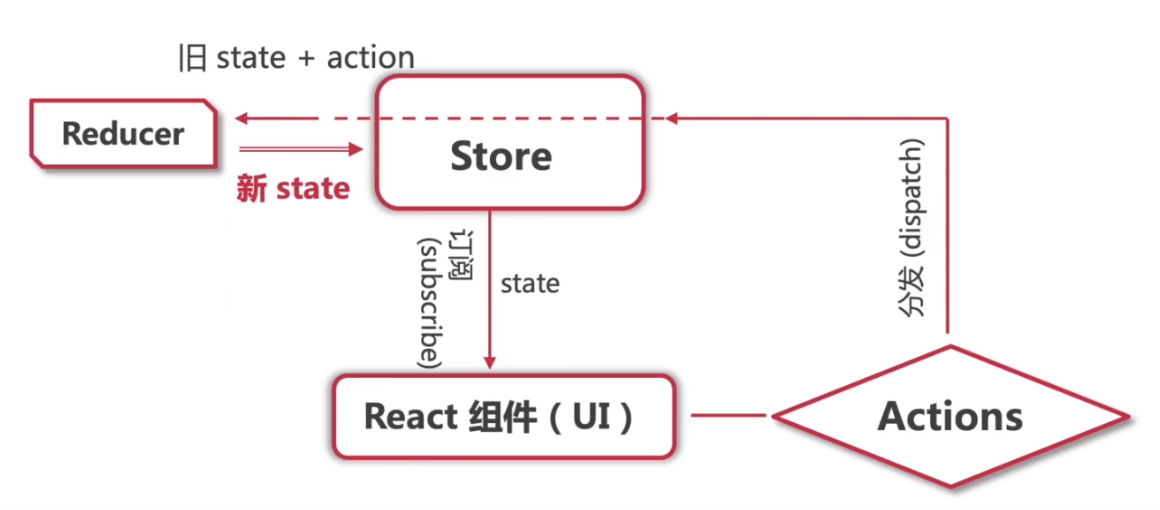 旧 state + action
Reducer
Store
新 state
订阅
(subscribe)
state
分发 (dispatch)
React 组件（UI）
Actions